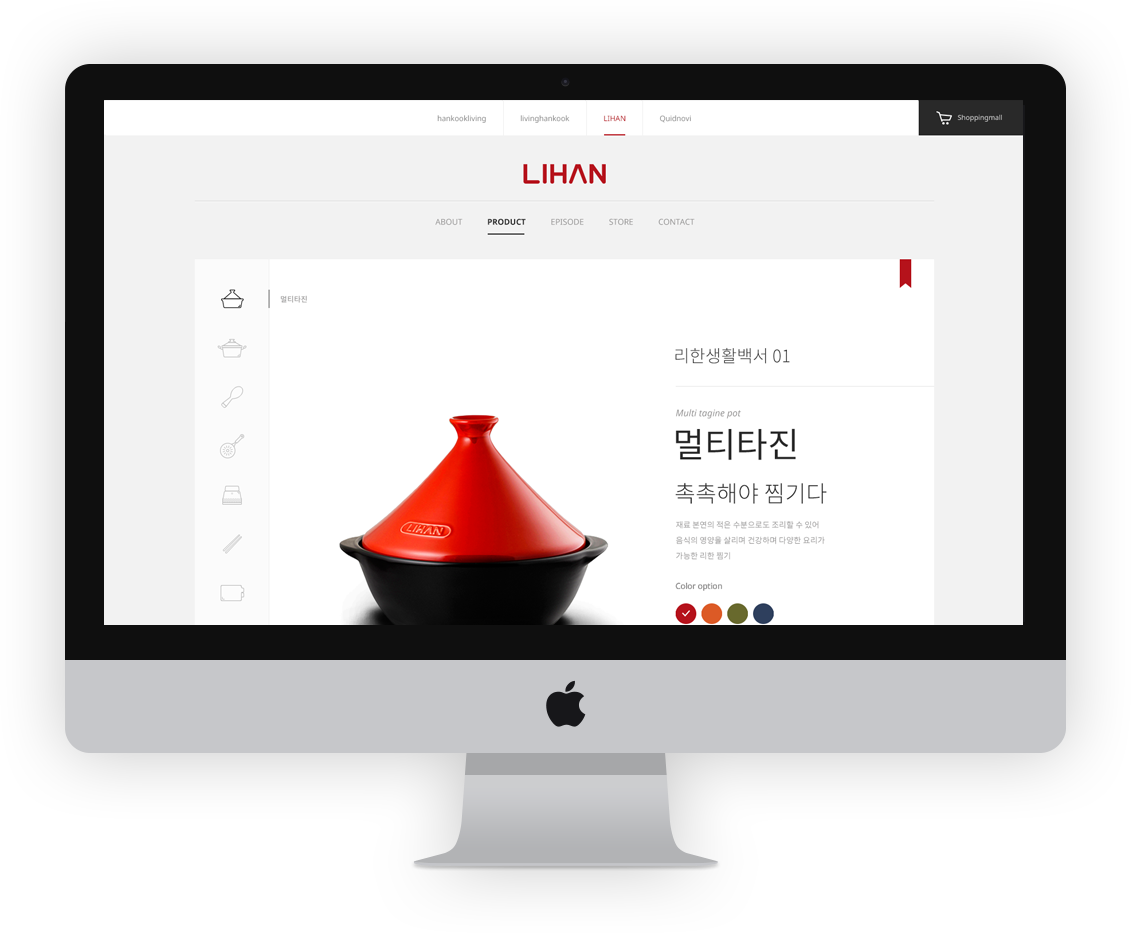 hankookliving livinghankook LIHAN Quidnovi Shoppingmall
LIHAN
ABOUT PRODUCT EPISODE STORE CONTACT
멀티타진
리한생활백서 01
Multi tagine pot
멀티타진
촉촉해야 찜기다
재료 본연의 적은 수분으로도 조리할 수 있어
음식의 영양을 살리며 건강하며 다양한 요리가
가능한 리한 찜기
LIHAN
Color option